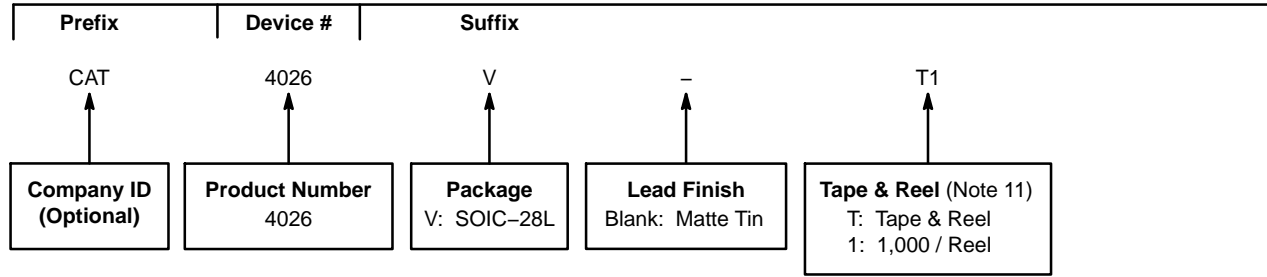 Prefix Device # Suffix
CAT 4026 V – T1
Company ID
(Optional)
Product Number
4026
Package
V: SOIC–28L
Lead Finish
Blank: Matte Tin
Tape & Reel (Note 11)
T: Tape & Reel
1: 1,000 / Reel